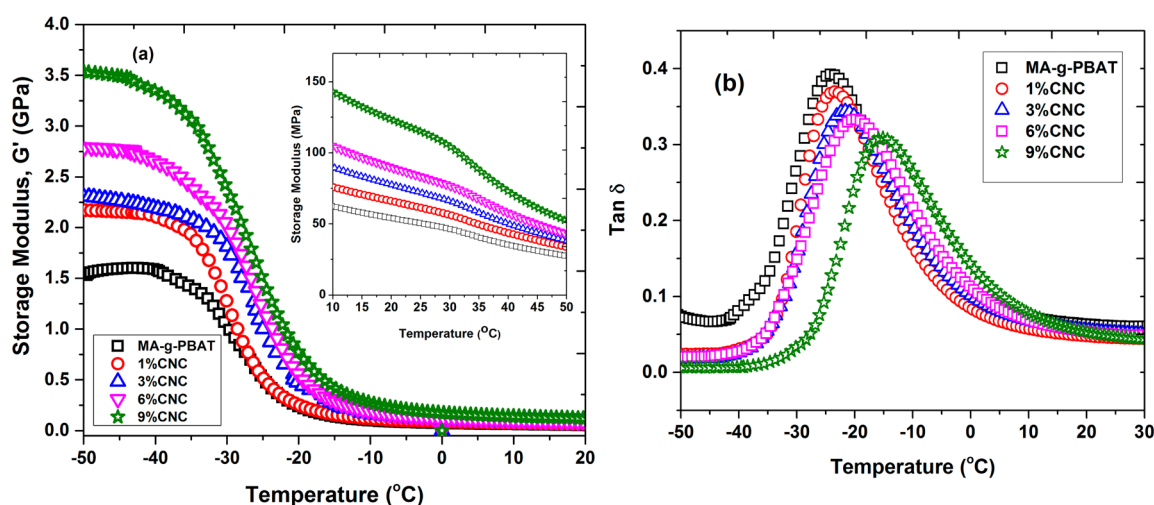 (a)
Storage Modulus, G' (GPa)
4.0
3.5
3.0
2.5
2.0
1.5
1.0
0.5
0.0
-50 -40 -30 -20 -10 0 10 20
Temperature (°C)
MA-g-PBAT
1%CNC
3%CNC
6%CNC
9%CNC
Storage Modulus (MPa)
150
100
50
0
10 15 20 25 30 35 40 45 50
Temperature (°C)
(b)
Tan δ
0.4
0.3
0.2
0.1
0.0
-50 -40 -30 -20 -10 0 10 20 30
Temperature (°C)
MA-g-PBAT
1%CNC
3%CNC
6%CNC
9%CNC